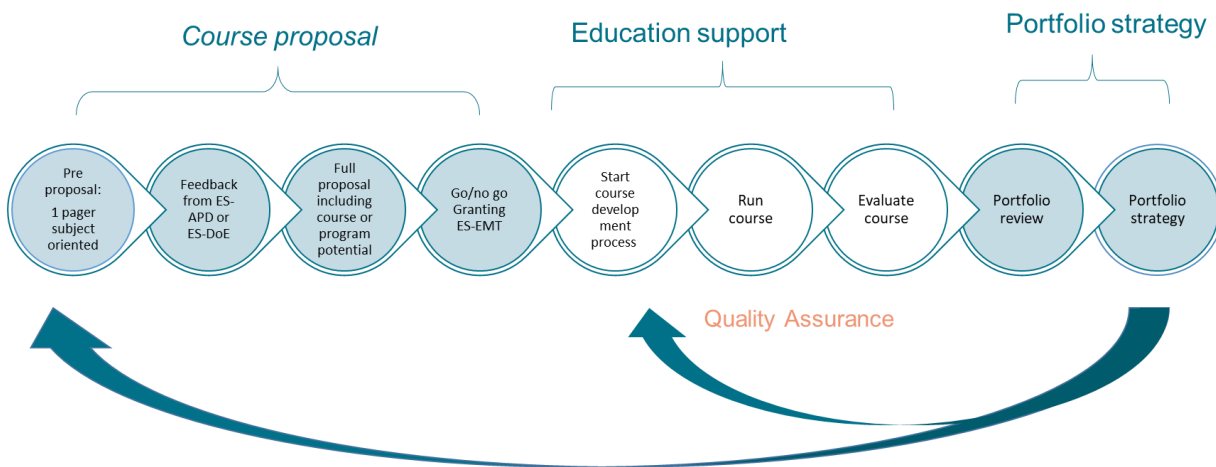 Course proposal
Education support
Portfolio strategy
Pre
proposal:
1 pager
subject
oriented
Feedback
from ES-
APD or
ES-DoE
Full
proposal
including
course or
program
potential
Go/no go
Granting
ES-EMT
Start
course
develop
ment
process
Run
course
Evaluate
course
Portfolio
review
Portfolio
strategy
Quality Assurance